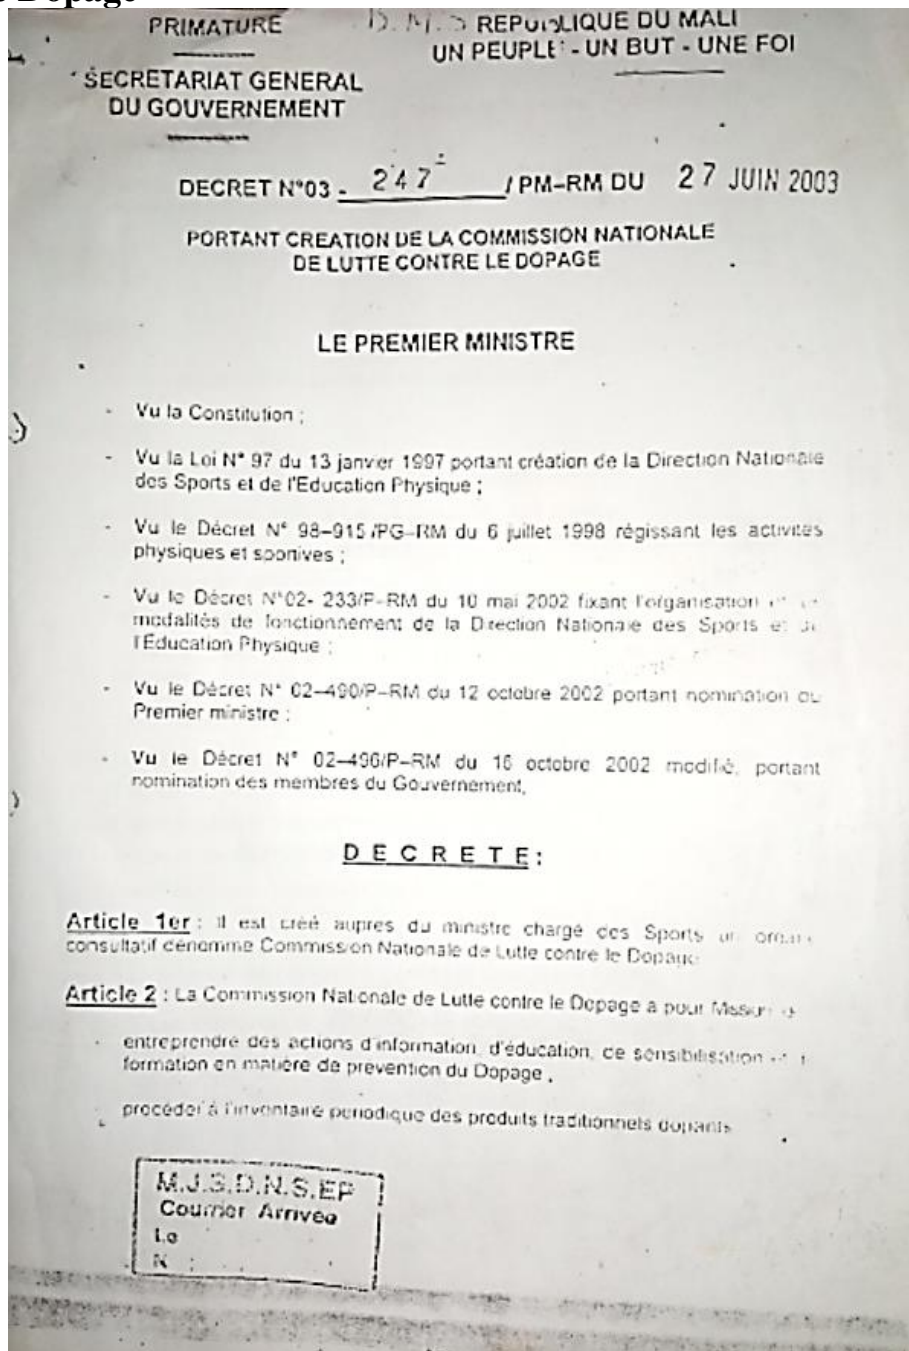 Dopage
PRIMATURE
D.M.S REPUBLIQUE DU MALI
UN PEUPLE - UN BUT - UNE FOI
SECRETARIAT GENERAL
DU GOUVERNEMENT
DECRET N°03 - 247 / PM–RM DU 27 JUIN 2003
PORTANT CREATION DE LA COMMISSION NATIONALE
DE LUTTE CONTRE LE DOPAGE
LE PREMIER MINISTRE
- Vu la Constitution ;
- Vu la Loi N° 97 du 13 janvier 1997 portant création de la Direction Nationale
des Sports et de l'Education Physique ;
- Vu le Décret N° 98–915/PG–RM du 6 juillet 1998 régissant les activités
physiques et sportives ;
- Vu le Décret N°02- 233/P–RM du 10 mai 2002 fixant l'organisation
modalités de fonctionnement de la Direction Nationale des Sports et
l'Education Physique ;
- Vu le Décret N° 02–490/P–RM du 12 octobre 2002 portant nomination du
Premier ministre ;
- Vu le Décret N° 02–496/P–RM du 16 octobre 2002 modifié, portant
nomination des membres du Gouvernement,
D E C R E T E :
Article 1er : Il est créé auprès du ministre chargé des Sports un
consultatif dénommé Commission Nationale de Lutte contre le Dopage
Article 2 : La Commission Nationale de Lutte contre le Dopage a pour Mission
- entreprendre des actions d'information, d'éducation, de sensibilisation
formation en matière de prevention du Dopage ,
procéder à l'inventaire periodique des produits traditionnels dopants
M.J.S.D.N.S.EP
Courrier Arrivée
Le
N :